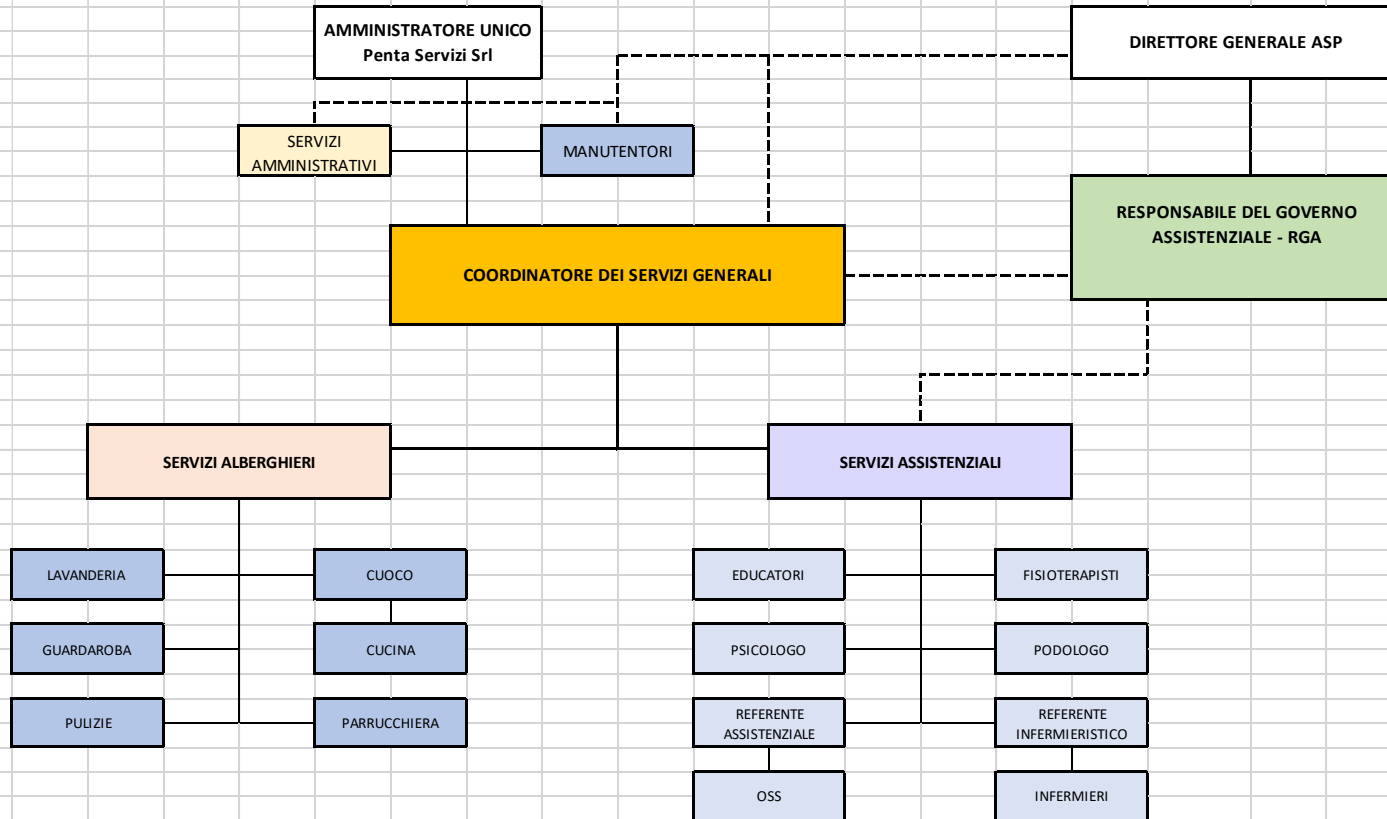 AMMINISTRATORE UNICO
Penta Servizi Srl
DIRETTORE GENERALE ASP
SERVIZI
AMMINISTRATIVI
MANUTENTORI
RESPONSABILE DEL GOVERNO
ASSISTENZIALE - RGA
COORDINATORE DEI SERVIZI GENERALI
SERVIZI ALBERGHIERI
SERVIZI ASSISTENZIALI
LAVANDERIA
CUOCO
EDUCATORI
FISIOTERAPISTI
GUARDAROBA
CUCINA
PSICOLOGO
PODOLOGO
PULIZIE
PARRUCCHIERA
REFERENTE
ASSISTENZIALE
REFERENTE
INFERMIERISTICO
OSS
INFERMIERI